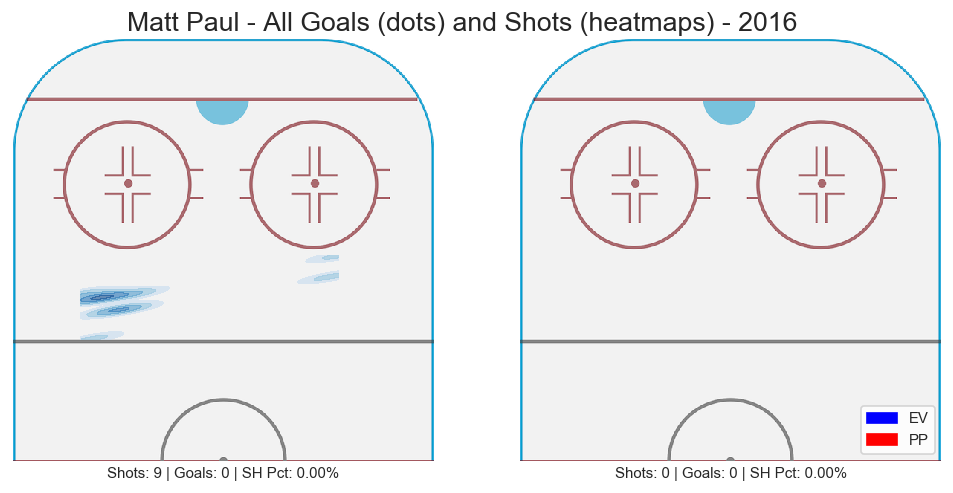 Matt Paul - All Goals (dots) and Shots (heatmaps) - 2016
EV
PP
Shots: 9 | Goals: 0 | SH Pct: 0.00%
Shots: 0 | Goals: 0 | SH Pct: 0.00%